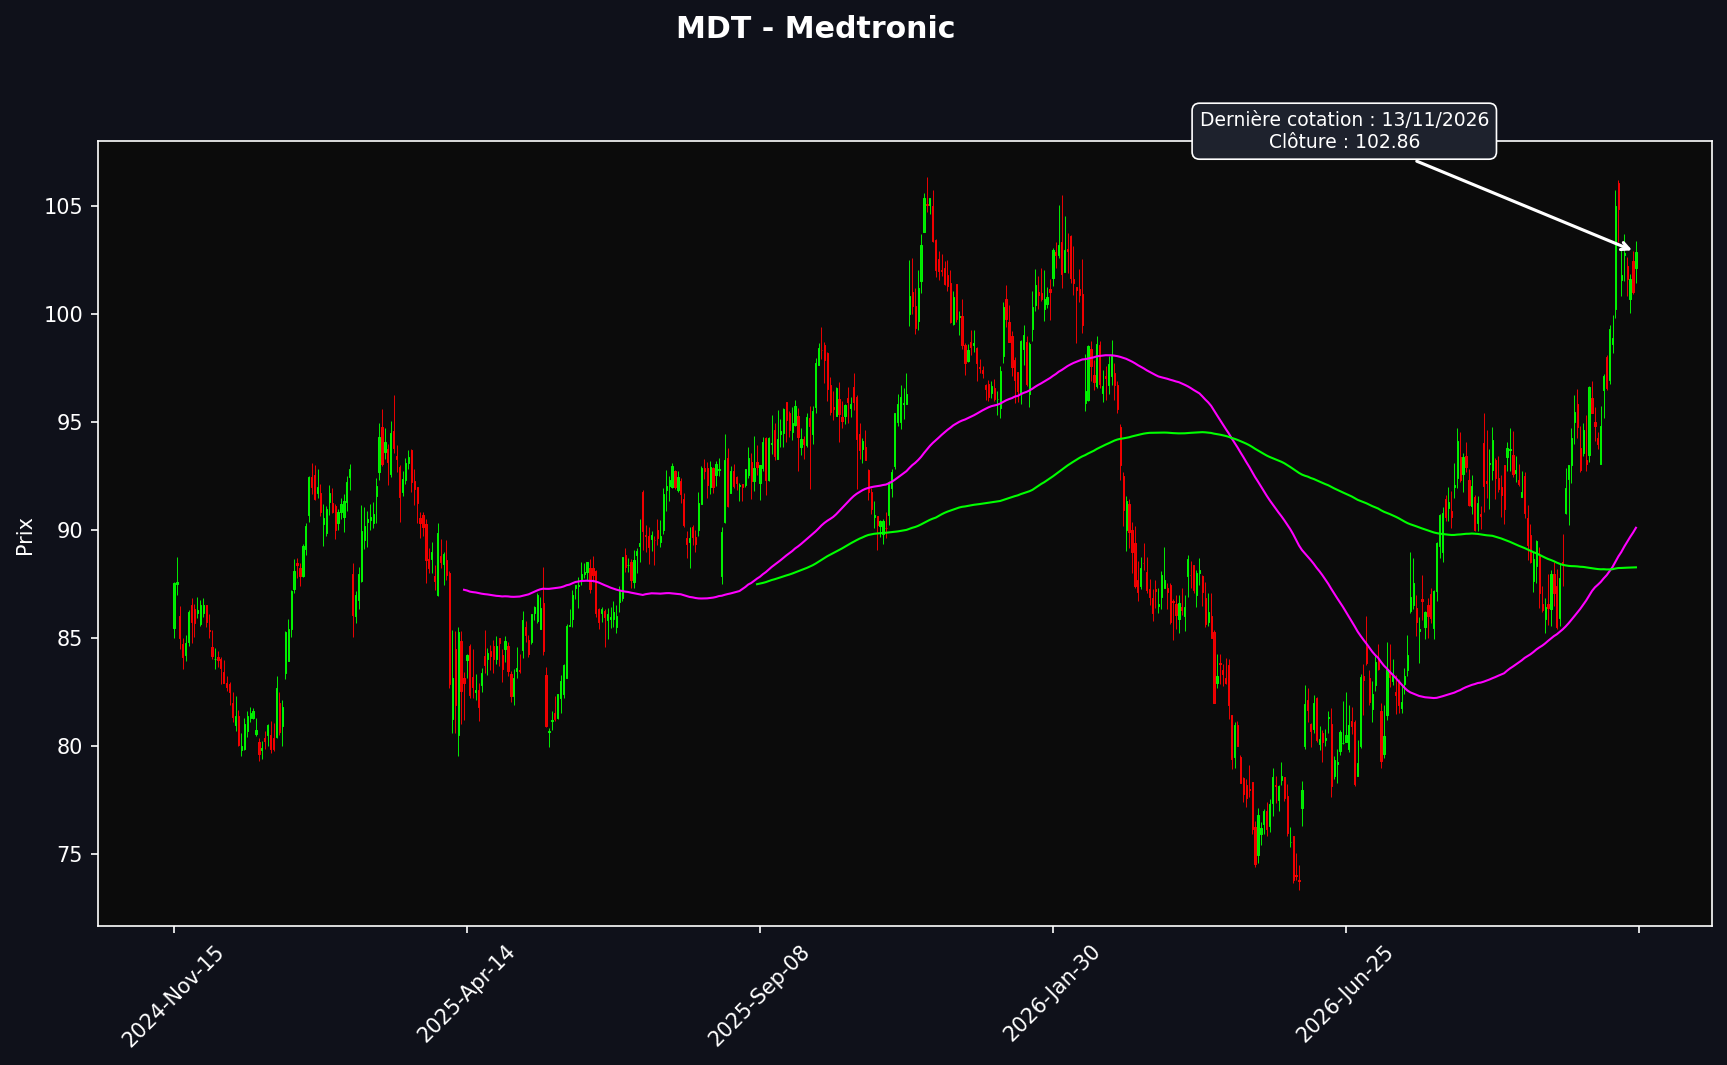 MDT - Medtronic
Dernière cotation : 13/11/2026
Clôture : 102.86
Prix
105
100
95
90
85
80
75
2024-Nov-15
2025-Apr-14
2025-Sep-08
2026-Jan-30
2026-Jun-25